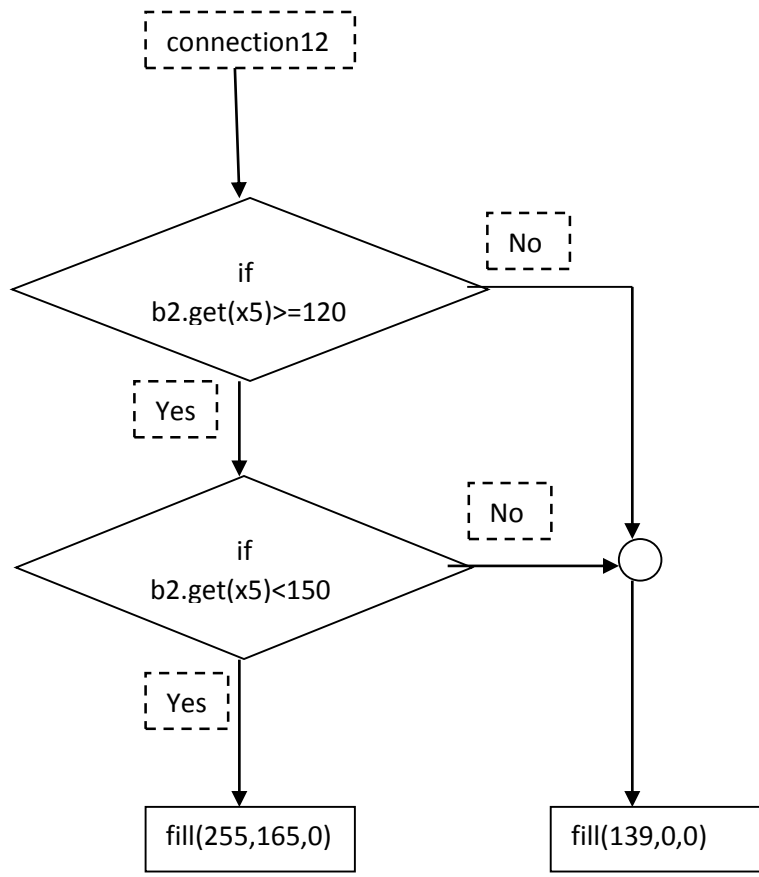 connection12
No
if
b2.get(x5)>=120
Yes
No
if
b2.get(x5)<150
Yes
fill(255,165,0)
fill(139,0,0)